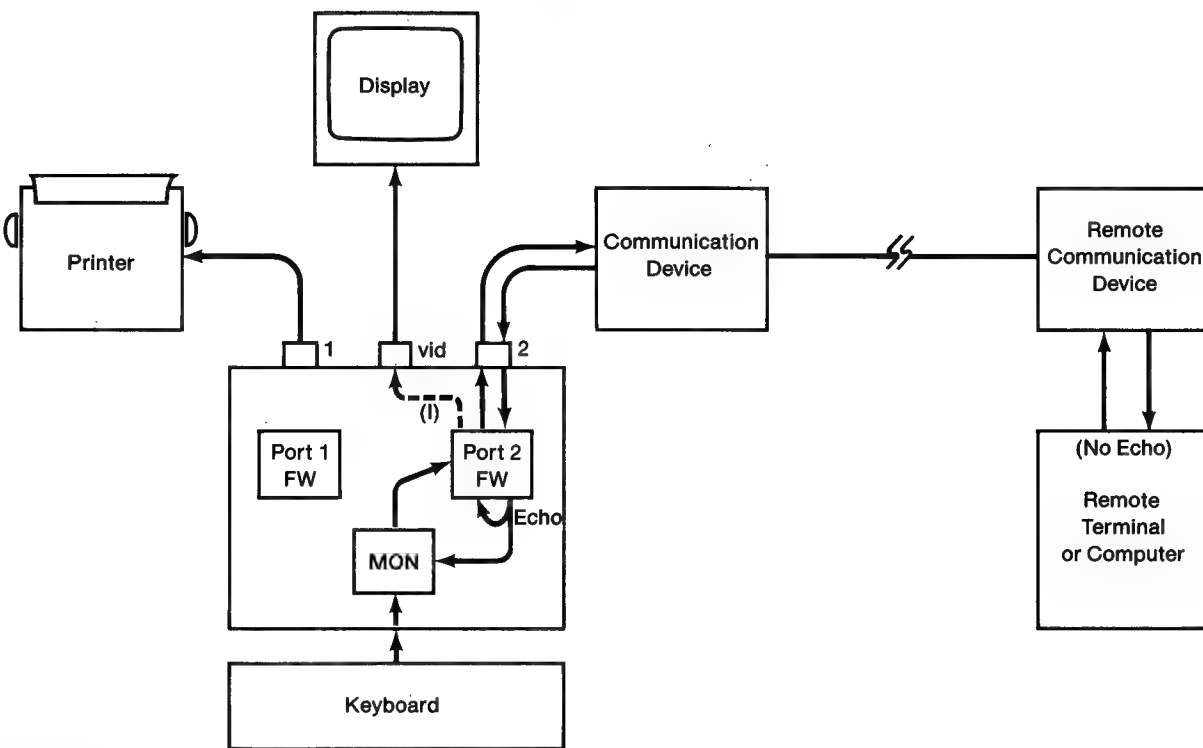 Display
Printer
Communication
Device
Remote
Communication
Device
1
vid
2
(I)
Port 1
FW
Port 2
FW
Echo
MON
(No Echo)
Remote
Terminal
or Computer
Keyboard